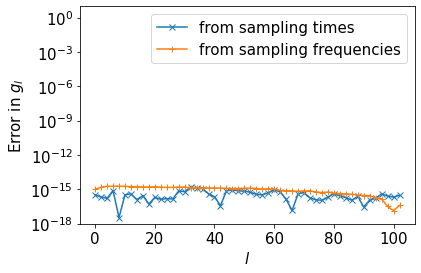 from sampling times
from sampling frequencies
Error in $g_l$
$10^0$
$10^{-3}$
$10^{-6}$
$10^{-9}$
$10^{-12}$
$10^{-15}$
$10^{-18}$
0 20 40 60 80 100
$l$